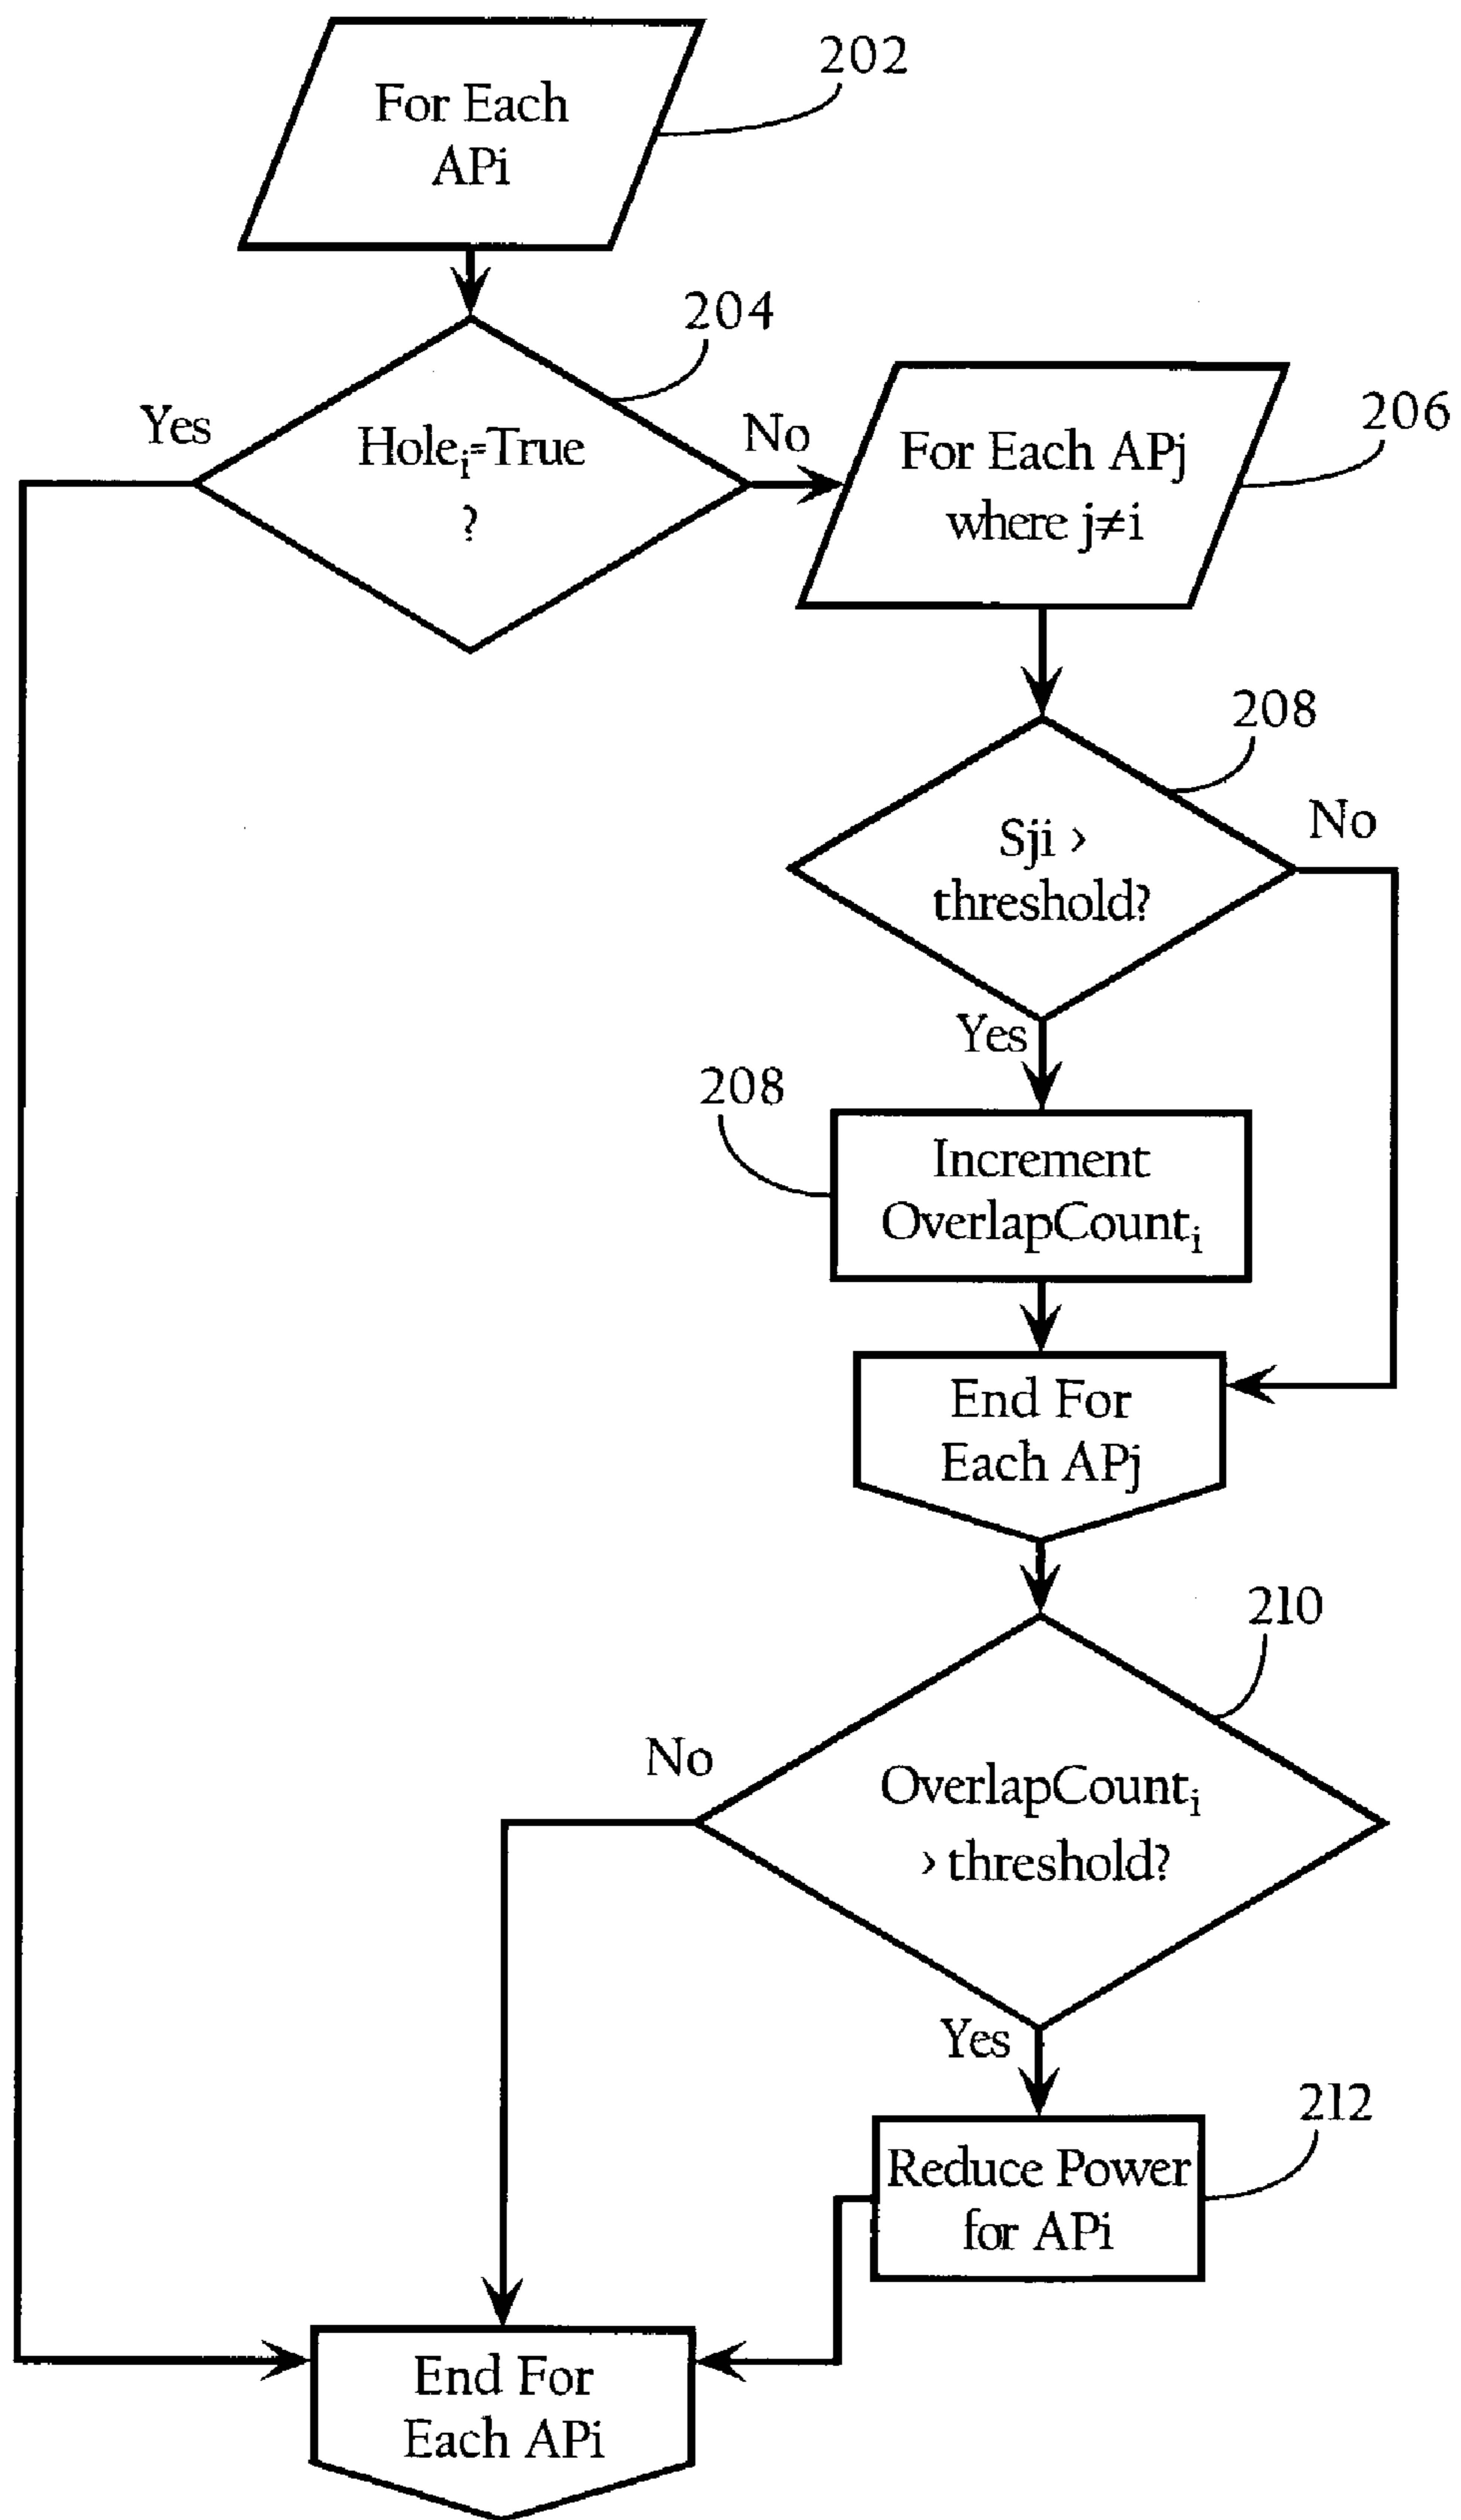 For Each
APi
202
204
Yes
Holeᵢ=True
?
No
For Each APj
where j≠i
206
208
Sji ›
threshold?
No
Yes
208
Increment
OverlapCountᵢ
End For
Each APj
210
No
OverlapCountᵢ
› threshold?
Yes
212
Reduce Power
for APi
End For
Each APi